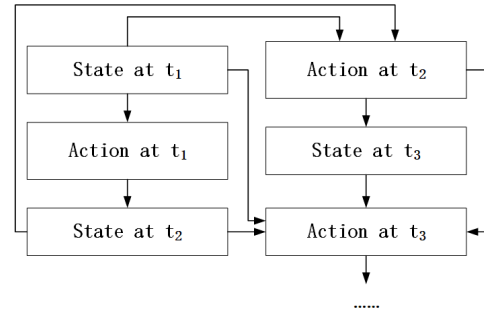 State at t₁
Action at t₁
State at t₂
Action at t₂
State at t₃
Action at t₃
......